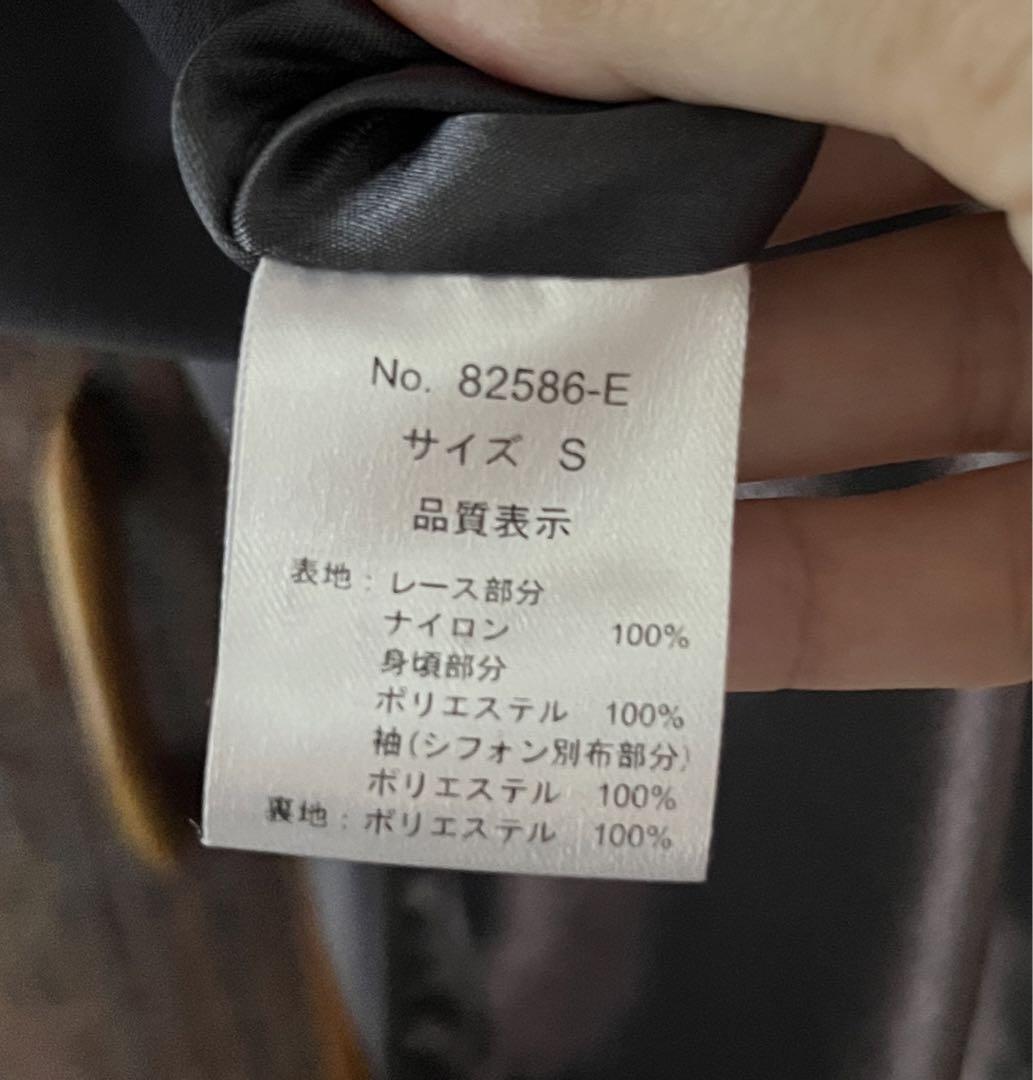 No. 82586-E
サイズ S
品質表示
表地：レース部分
ナイロン 100%
身頃部分
ポリエステル 100%
袖(シフォン別布部分)
ポリエステル 100%
裏地：ポリエステル 100%